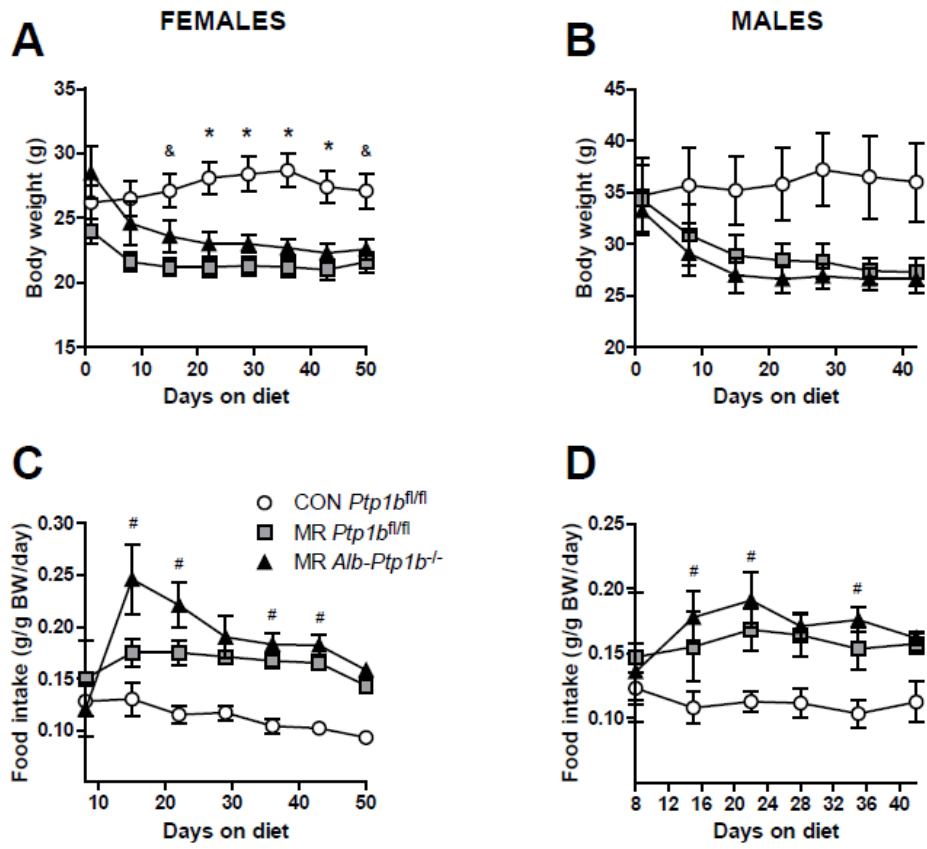 FEMALES
MALES
A
B
35
30
25
20
15
Body weight (g)
& * * * * &
0 10 20 30 40 50
Days on diet
45
40
35
30
25
20
Body weight (g)
0 10 20 30 40
Days on diet
C
D
CON Ptp1bfl/fl
MR Ptp1bfl/fl
MR Alb-Ptp1b-/-
0.30
0.25
0.20
0.15
0.10
Food intake (g/g BW/day)
# # # #
10 20 30 40 50
Days on diet
0.25
0.20
0.15
0.10
Food intake (g/g BW/day)
# # #
8 12 16 20 24 28 32 36 40
Days on diet